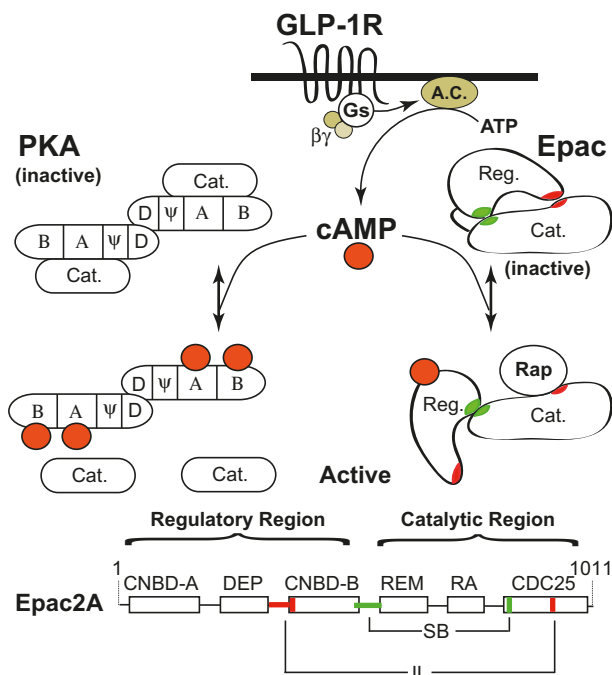 GLP-1R
A.C.
Gs
βγ
ATP
PKA
(inactive)
Epac
Cat.
Reg.
D Ψ A B
B A Ψ D
Cat.
Cat.
(inactive)
cAMP
D Ψ A B
B A Ψ D
Rap
Reg.
Cat.
Cat.
Cat.
Active
Regulatory Region
Catalytic Region
1
1011
CNBD-A DEP CNBD-B REM RA CDC25
Epac2A
SB
IL